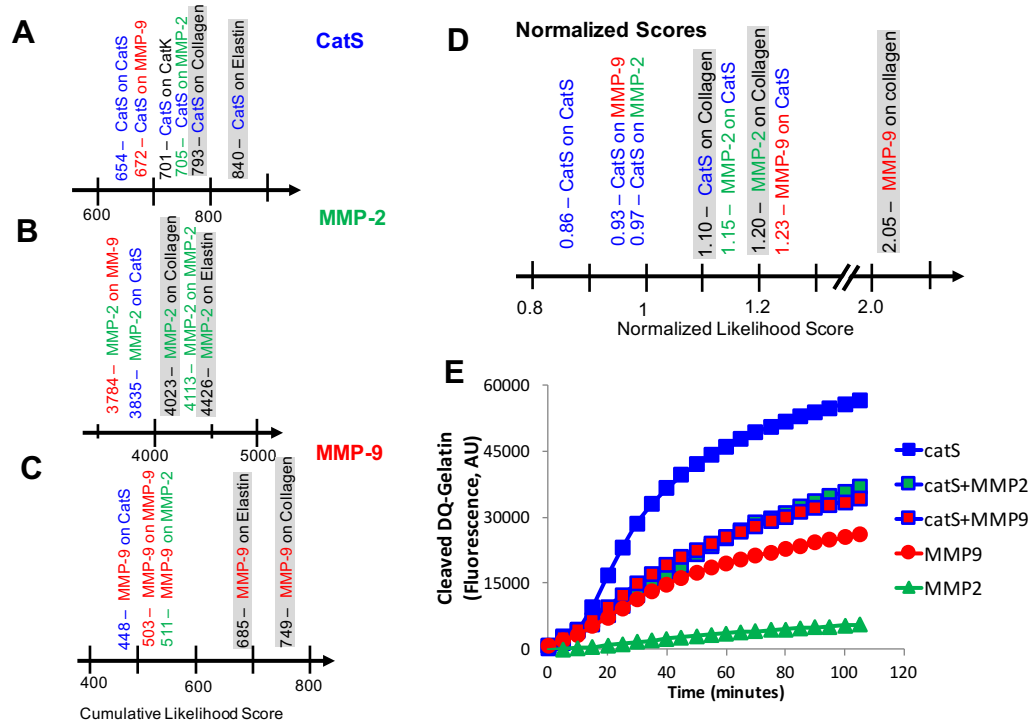 A
CatS
654 – CatS on CatS
672 – CatS on MMP-9
701 – CatS on CatK
705 – CatS on MMP-2
793 – CatS on Collagen
840 – CatS on Elastin
600
800
MMP-2
B
3784 – MMP-2 on MM-9
3835 – MMP-2 on CatS
4023 – MMP-2 on Collagen
4113 – MMP-2 on MMP-2
4426 – MMP-2 on Elastin
4000
5000
MMP-9
C
448 – MMP-9 on CatS
503 – MMP-9 on MMP-9
511 – MMP-9 on MMP-2
685 – MMP-9 on Elastin
749 – MMP-9 on Collagen
400
600
800
Cumulative Likelihood Score
D
Normalized Scores
0.86 – CatS on CatS
0.93 – CatS on MMP-9
0.97 – CatS on MMP-2
1.10 – CatS on Collagen
1.15 – MMP-2 on CatS
1.20 – MMP-2 on Collagen
1.23 – MMP-9 on CatS
2.05 – MMP-9 on collagen
0.8
1
1.2
2.0
Normalized Likelihood Score
E
Cleaved DQ-Gelatin
(Fluorescence, AU)
60000
45000
30000
15000
0
0
20
40
60
80
100
120
Time (minutes)
catS
catS+MMP2
catS+MMP9
MMP9
MMP2